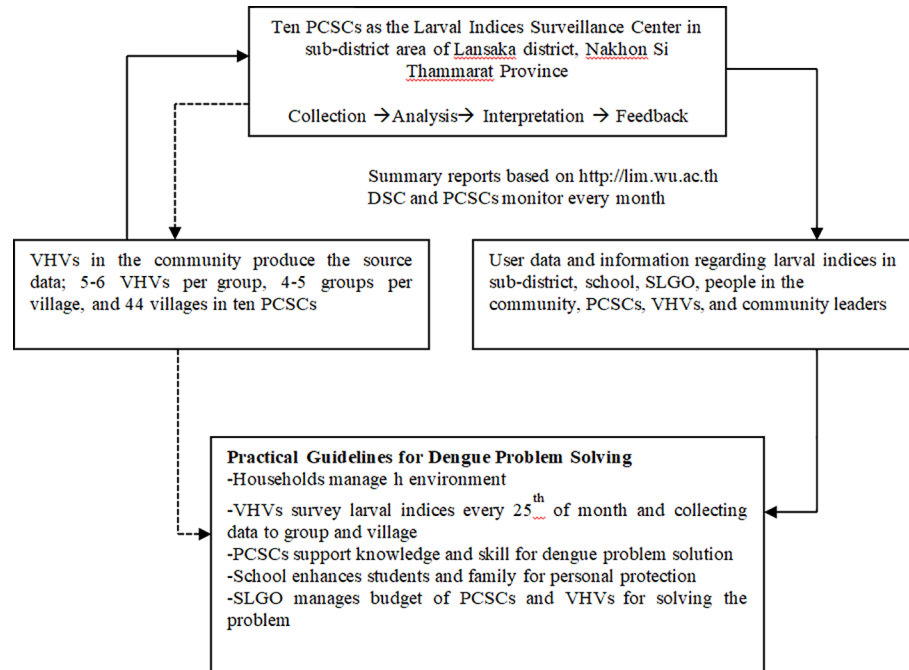 Ten PCSCs as the Larval Indices Surveillance Center in
sub-district area of Lansaka district, Nakhon Si
Thammarat Province
Collection →Analysis→ Interpretation → Feedback
Summary reports based on http://lim.wu.ac.th
DSC and PCSCs monitor every month
VHVs in the community produce the source
data; 5-6 VHVs per group, 4-5 groups per
village, and 44 villages in ten PCSCs
User data and information regarding larval indices in
sub-district, school, SLGO, people in the
community, PCSCs, VHVs, and community leaders
Practical Guidelines for Dengue Problem Solving
-Households manage h environment
-VHVs survey larval indices every 25th of month and collecting
data to group and village
-PCSCs support knowledge and skill for dengue problem solution
-School enhances students and family for personal protection
-SLGO manages budget of PCSCs and VHVs for solving the
problem